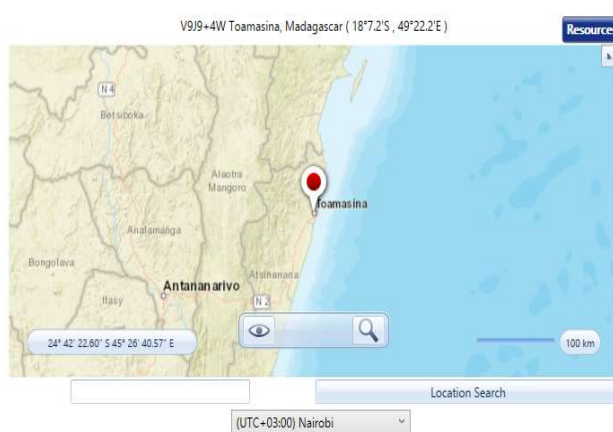 V9J9+4W Toamasina, Madagascar ( 18°7.2'S , 49°22.2'E )
Resource
N 4
Betsiboka
Alaotra
Mangoro
Toamasina
Analamanga
Bongolava
Atsinanana
Antananarivo
Itasy
N 2
24° 42' 22.60" S 45° 26' 40.57" E
100 km
Location Search
(UTC+03:00) Nairobi